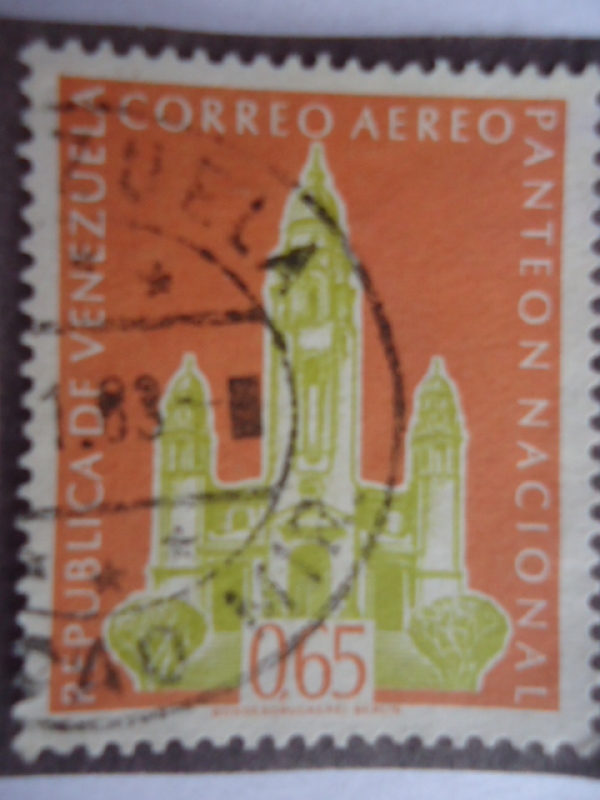 CORREO AEREO
REPUBLICA DE VENEZUELA
PANTEON NACIONAL
0,65